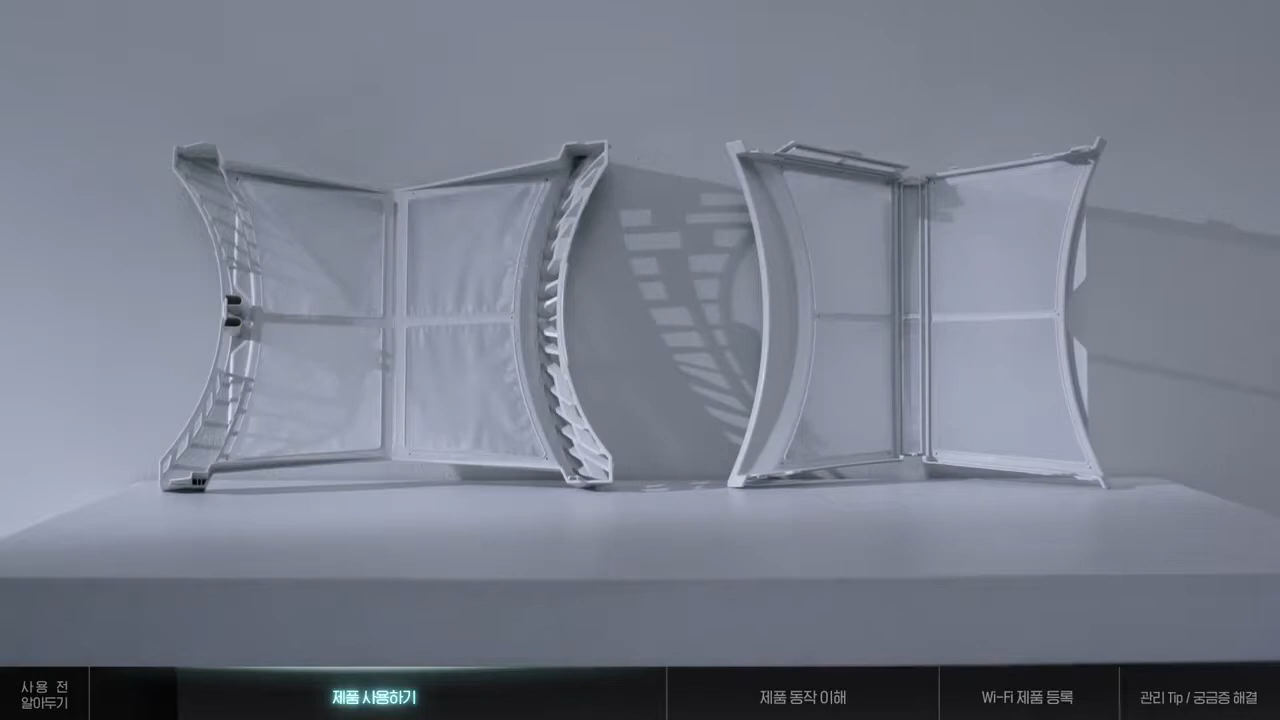 사용 전
알아두기
제품 사용하기
제품 동작 이해
Wi-Fi 제품 등록
관리 Tip / 궁금증 해결